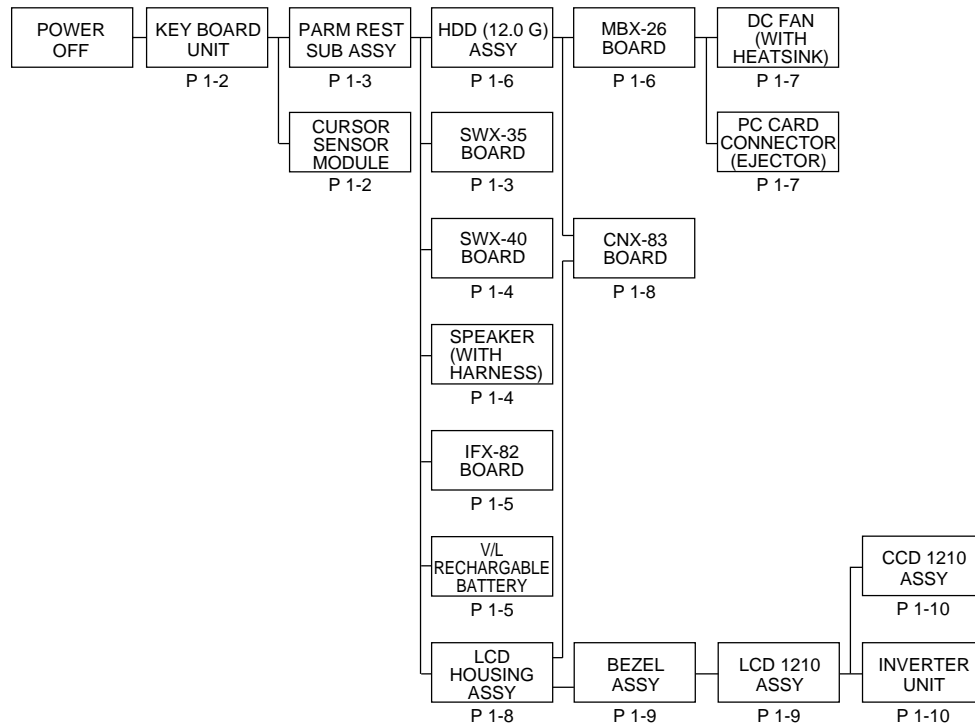 POWER
OFF
KEY BOARD
UNIT
P 1-2
PARM REST
SUB ASSY
P 1-3
HDD (12.0 G)
ASSY
P 1-6
MBX-26
BOARD
P 1-6
DC FAN
(WITH
HEATSINK)
P 1-7
CURSOR
SENSOR
MODULE
P 1-2
SWX-35
BOARD
P 1-3
PC CARD
CONNECTOR
(EJECTOR)
P 1-7
SWX-40
BOARD
P 1-4
CNX-83
BOARD
P 1-8
SPEAKER
(WITH
HARNESS)
P 1-4
IFX-82
BOARD
P 1-5
V/L
RECHARGABLE
BATTERY
P 1-5
CCD 1210
ASSY
P 1-10
LCD
HOUSING
ASSY
P 1-8
BEZEL
ASSY
P 1-9
LCD 1210
ASSY
P 1-9
INVERTER
UNIT
P 1-10